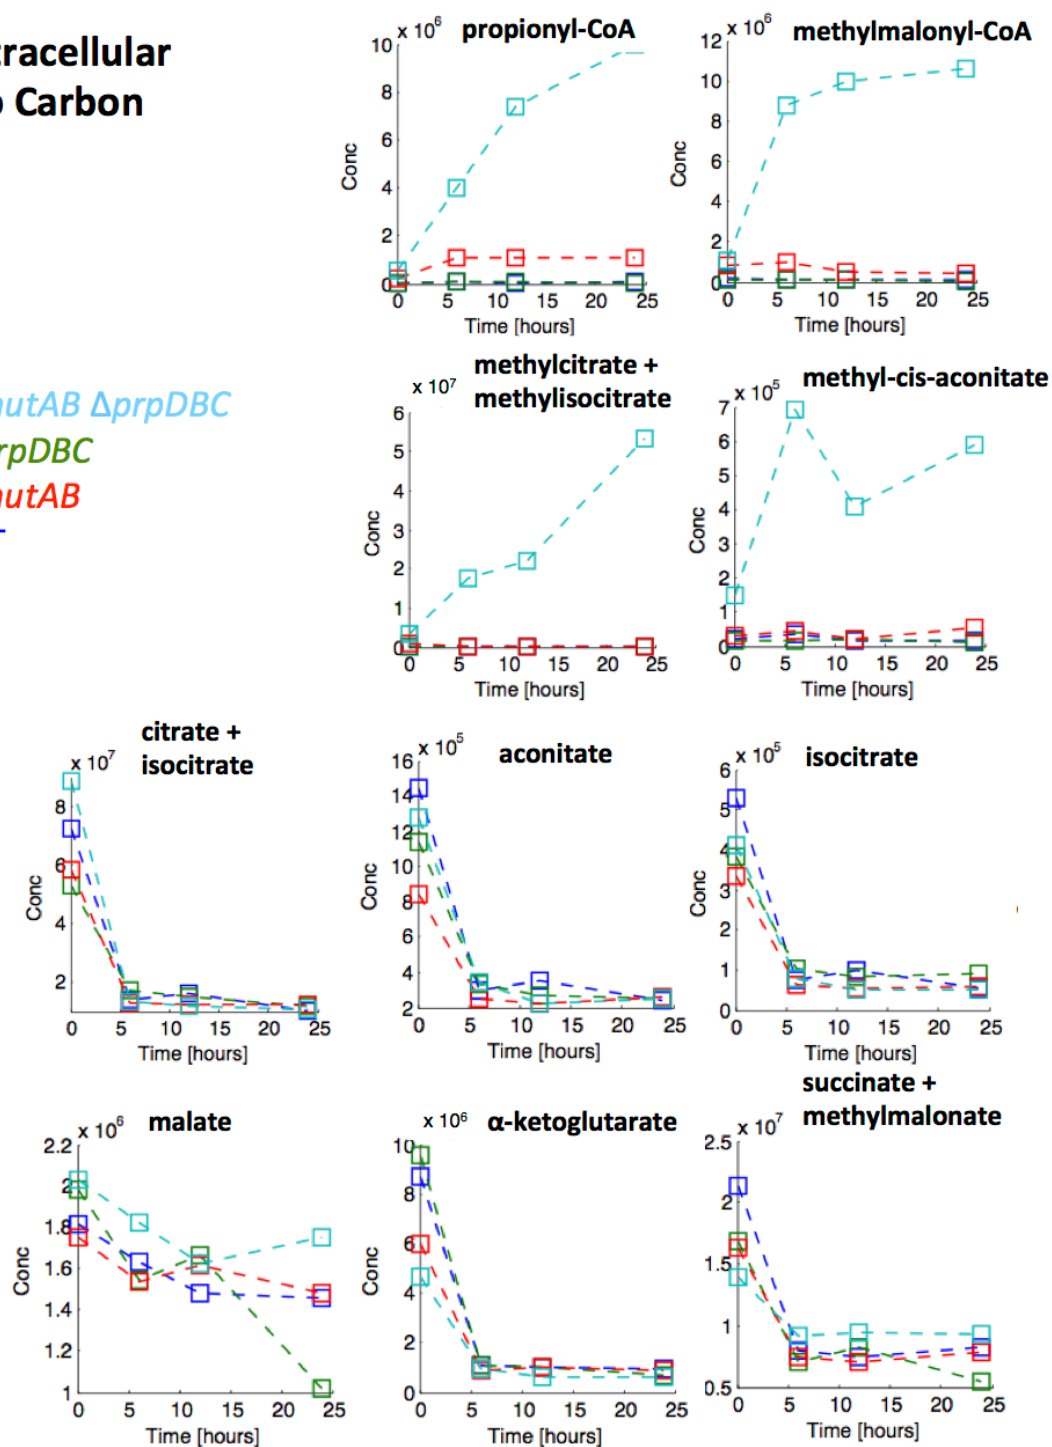 tracellular
Carbon
utAB ΔprpDBC
rpDBC
utAB
x 10⁶ propionyl-CoA
10
8
6
4
2
0
Conc
0 5 10 15 20 25
Time [hours]
x 10⁶ methylmalonyl-CoA
12
10
8
6
4
2
0
Conc
0 5 10 15 20 25
Time [hours]
x 10⁷ methylcitrate +
methylisocitrate
6
5
4
3
2
1
0
Conc
0 5 10 15 20 25
Time [hours]
x 10⁵ methyl-cis-aconitate
7
6
5
4
3
2
1
0
Conc
0 5 10 15 20 25
Time [hours]
x 10⁷ citrate +
isocitrate
8
6
4
2
Conc
0 5 10 15 20 25
Time [hours]
x 10⁵ aconitate
16
14
12
10
8
6
4
2
Conc
0 5 10 15 20 25
Time [hours]
x 10⁵ isocitrate
6
5
4
3
2
1
0
Conc
0 5 10 15 20 25
Time [hours]
x 10⁶ malate
2.2
2
1.8
1.6
1.4
1.2
1
Conc
0 5 10 15 20 25
Time [hours]
x 10⁶ α-ketoglutarate
10
8
6
4
2
0
Conc
0 5 10 15 20 25
Time [hours]
x 10⁷ succinate +
methylmalonate
2.5
2
1.5
1
0.5
Conc
0 5 10 15 20 25
Time [hours]